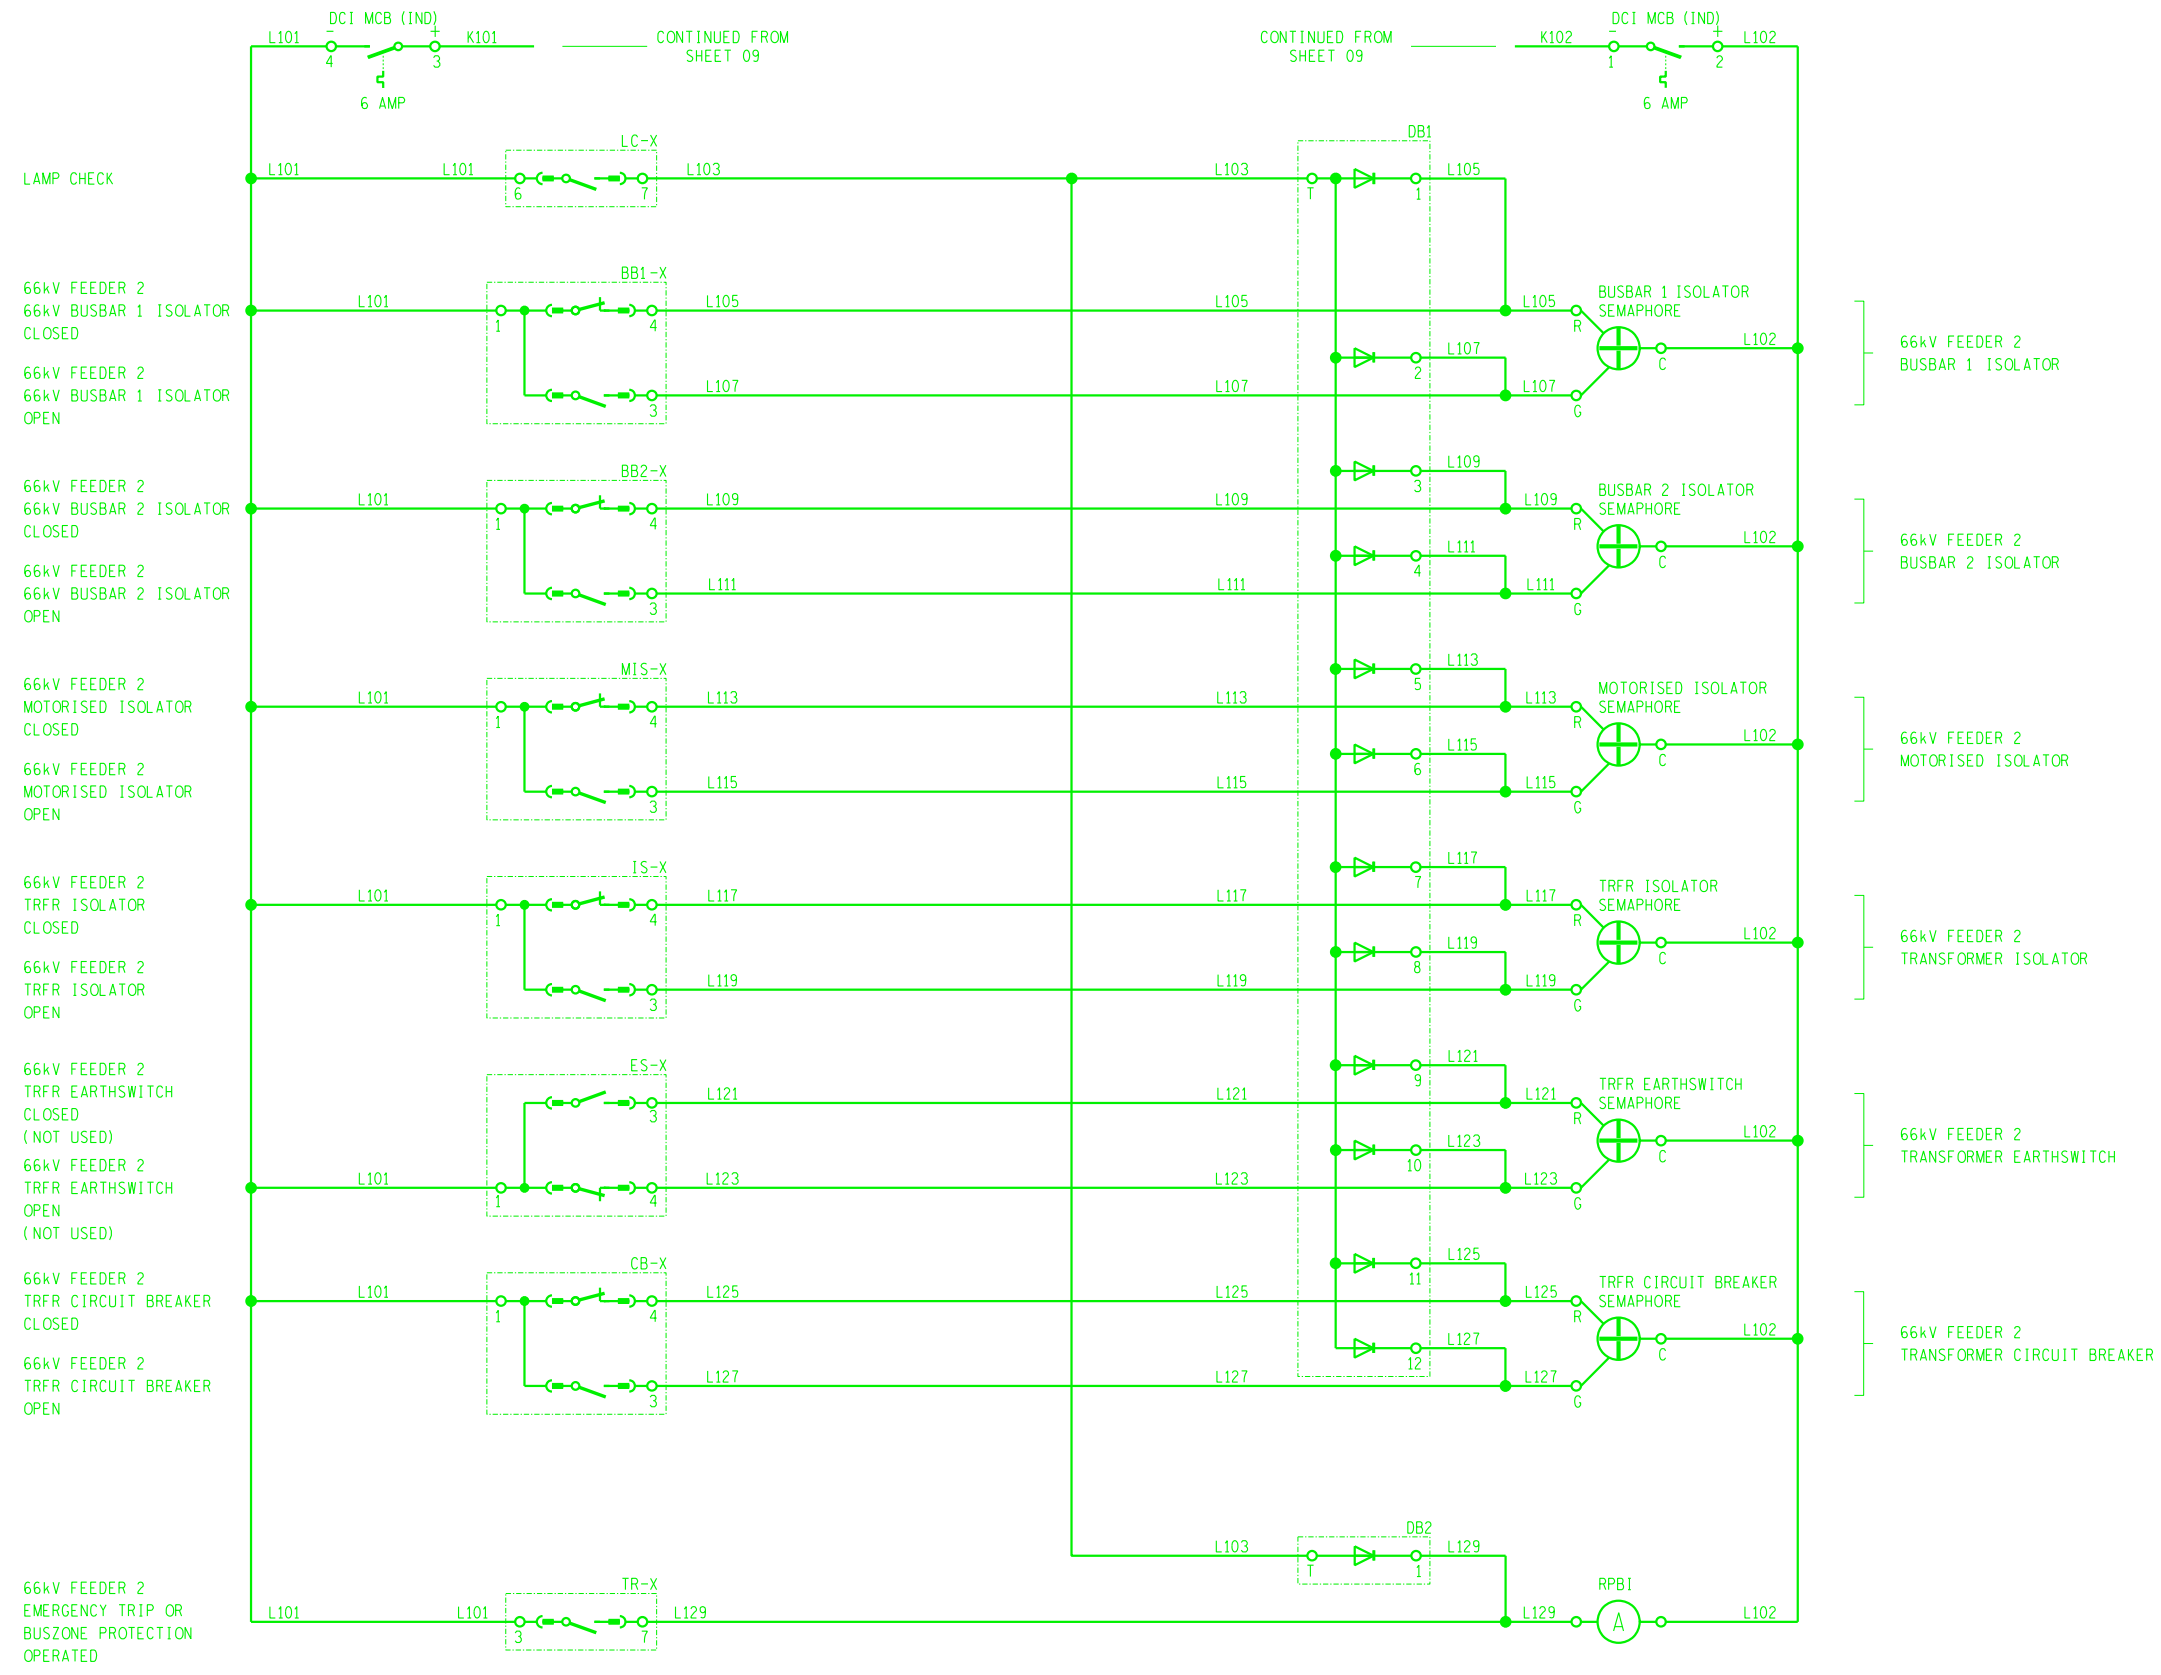 DC1 MCB (IND)
DC1 MCB (IND)
L101
-
+
K101
CONTINUED FROM
SHEET 09
CONTINUED FROM
SHEET 09
K102
-
+
L102
4
3
1
2
6 AMP
6 AMP
LC-X
DB1
LAMP CHECK
L101
L101
6
7
L103
L103
T
1
L105
BB1-X
66kV FEEDER 2
66kV BUSBAR 1 ISOLATOR
CLOSED
L101
1
4
L105
L105
L105
R
BUSBAR 1 ISOLATOR
SEMAPHORE
2
L107
C
L102
66kV FEEDER 2
BUSBAR 1 ISOLATOR
66kV FEEDER 2
66kV BUSBAR 1 ISOLATOR
OPEN
3
L107
L107
L107
G
BB2-X
3
L109
66kV FEEDER 2
66kV BUSBAR 2 ISOLATOR
CLOSED
L101
1
4
L109
L109
L109
R
BUSBAR 2 ISOLATOR
SEMAPHORE
4
L111
C
L102
66kV FEEDER 2
BUSBAR 2 ISOLATOR
66kV FEEDER 2
66kV BUSBAR 2 ISOLATOR
OPEN
3
L111
L111
L111
G
MIS-X
5
L113
66kV FEEDER 2
MOTORISED ISOLATOR
CLOSED
L101
1
4
L113
L113
L113
R
MOTORISED ISOLATOR
SEMAPHORE
6
L115
C
L102
66kV FEEDER 2
MOTORISED ISOLATOR
66kV FEEDER 2
MOTORISED ISOLATOR
OPEN
3
L115
L115
L115
G
IS-X
7
L117
66kV FEEDER 2
TRFR ISOLATOR
CLOSED
L101
1
4
L117
L117
L117
R
TRFR ISOLATOR
SEMAPHORE
8
L119
C
L102
66kV FEEDER 2
TRANSFORMER ISOLATOR
66kV FEEDER 2
TRFR ISOLATOR
OPEN
3
L119
L119
L119
G
ES-X
9
L121
66kV FEEDER 2
TRFR EARTHSWITCH
CLOSED
(NOT USED)
3
L121
L121
L121
R
TRFR EARTHSWITCH
SEMAPHORE
10
L123
C
L102
66kV FEEDER 2
TRANSFORMER EARTHSWITCH
66kV FEEDER 2
TRFR EARTHSWITCH
OPEN
(NOT USED)
L101
1
4
L123
L123
L123
G
CB-X
11
L125
66kV FEEDER 2
TRFR CIRCUIT BREAKER
CLOSED
L101
1
4
L125
L125
L125
R
TRFR CIRCUIT BREAKER
SEMAPHORE
12
L127
C
L102
66kV FEEDER 2
TRANSFORMER CIRCUIT BREAKER
66kV FEEDER 2
TRFR CIRCUIT BREAKER
OPEN
3
L127
L127
L127
G
DB2
L103
T
1
L129
TR-X
RPBI
66kV FEEDER 2
EMERGENCY TRIP OR
BUSZONE PROTECTION
OPERATED
L101
L101
3
7
L129
L129
A
L102